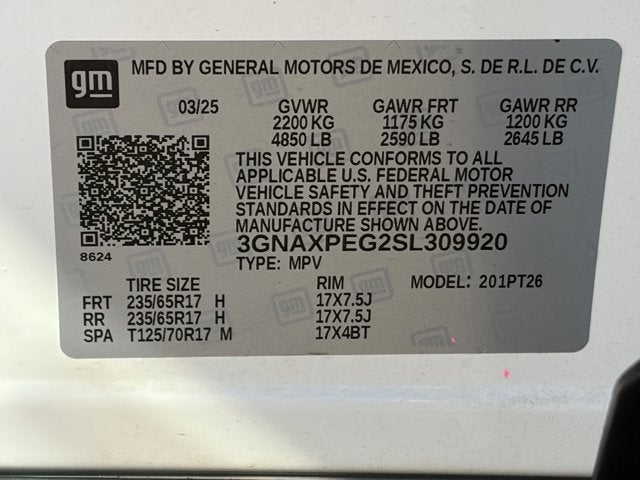 gm MFD BY GENERAL MOTORS DE MEXICO, S. DE R.L. DE C.V.
03/25 GVWR GAWR FRT GAWR RR
2200 KG 1175 KG 1200 KG
4850 LB 2590 LB 2645 LB
THIS VEHICLE CONFORMS TO ALL
APPLICABLE U.S. FEDERAL MOTOR
VEHICLE SAFETY AND THEFT PREVENTION
STANDARDS IN EFFECT ON THE DATE OF
MANUFACTURE SHOWN ABOVE.
3GNAXPEG2SL309920
8624
TYPE: MPV
TIRE SIZE RIM MODEL: 201PT26
FRT 235/65R17 H 17X7.5J
RR 235/65R17 H 17X7.5J
SPA T125/70R17 M 17X4BT